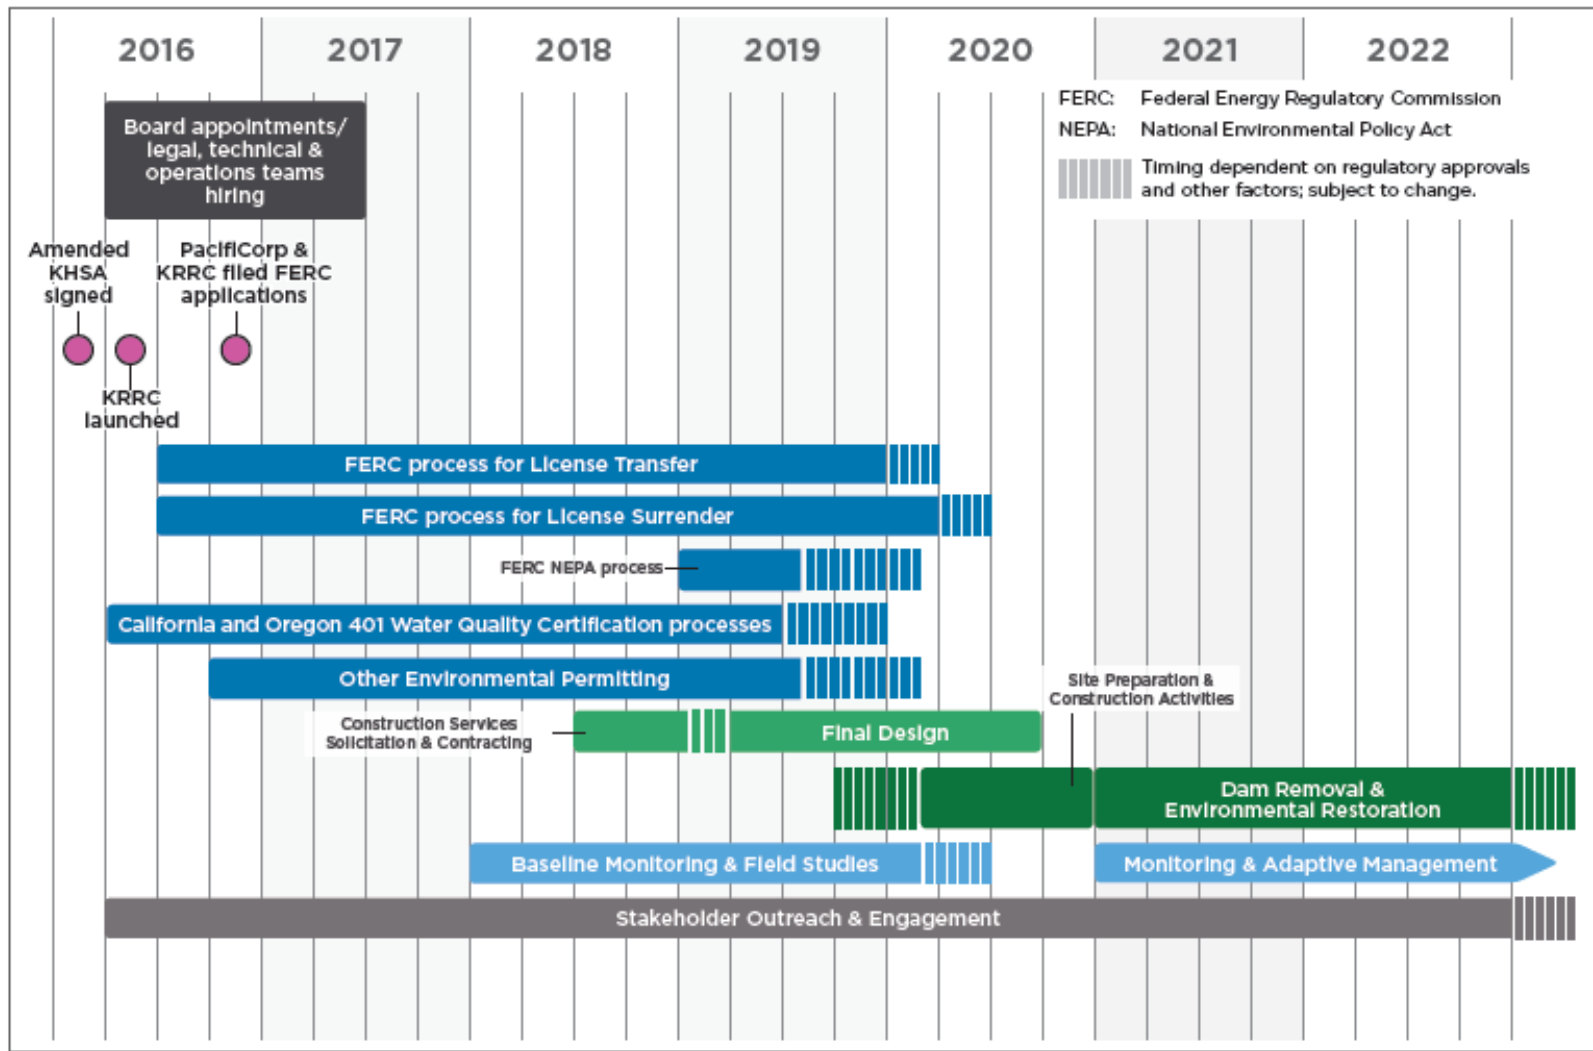 2016 2017 2018 2019 2020 2021 2022
FERC: Federal Energy Regulatory Commission
NEPA: National Environmental Policy Act
Timing dependent on regulatory approvals
and other factors; subject to change.
Board appointments/
legal, technical &
operations teams
hiring
Amended
KHSA
signed
PacifiCorp &
KRRC filed FERC
applications
KRRC
launched
FERC process for License Transfer
FERC process for License Surrender
FERC NEPA process
California and Oregon 401 Water Quality Certification processes
Other Environmental Permitting
Site Preparation &
Construction Activities
Construction Services
Solicitation & Contracting
Final Design
Dam Removal &
Environmental Restoration
Baseline Monitoring & Field Studies
Monitoring & Adaptive Management
Stakeholder Outreach & Engagement